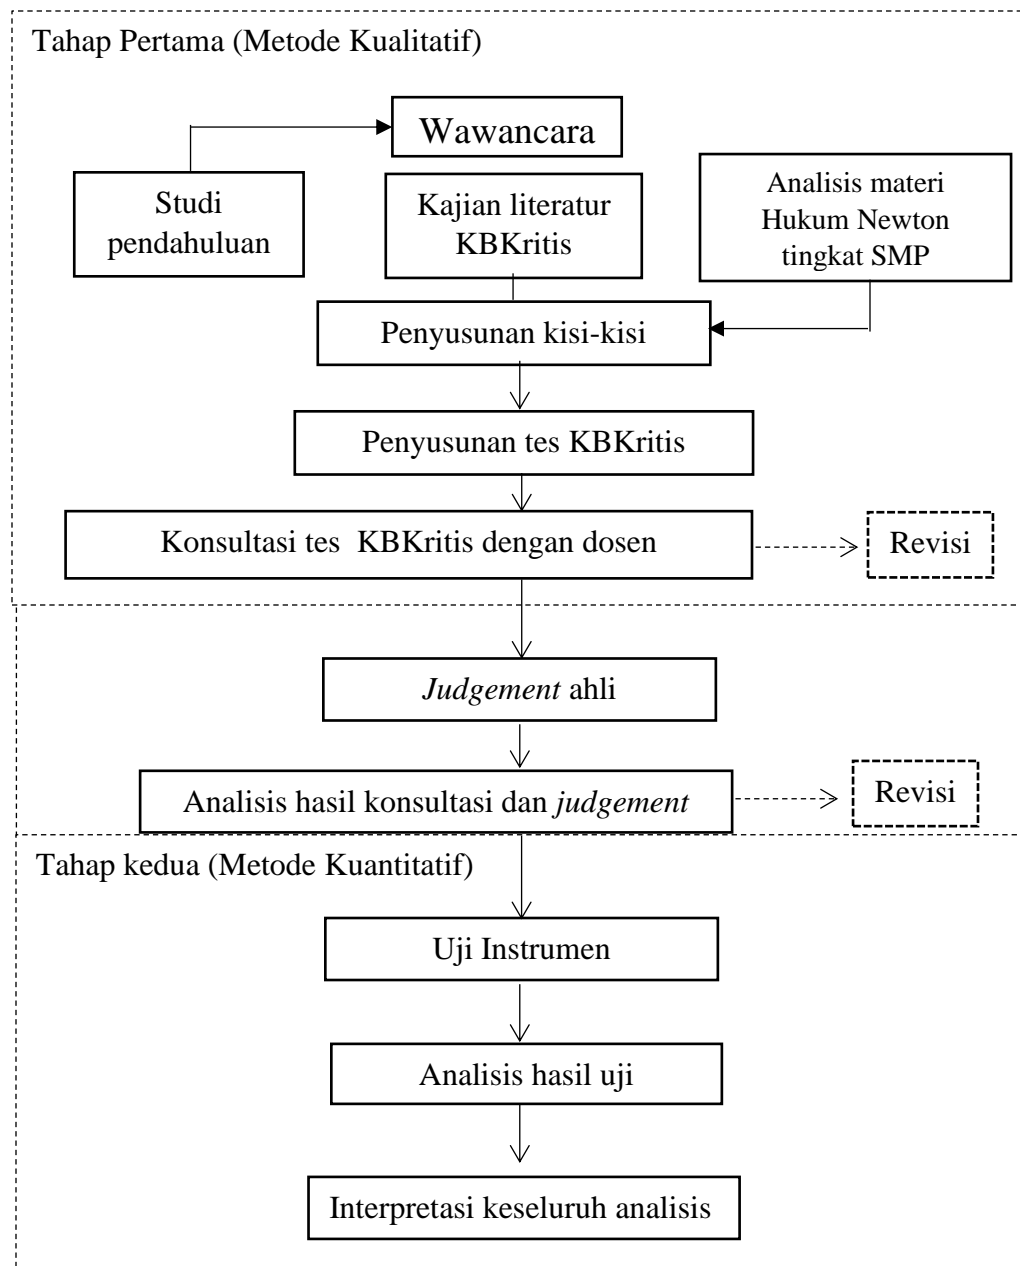 Tahap Pertama (Metode Kualitatif)
Wawancara
Studi
pendahuluan
Kajian literatur
KBKritis
Analisis materi
Hukum Newton
tingkat SMP
Penyusunan kisi-kisi
Penyusunan tes KBKritis
Konsultasi tes KBKritis dengan dosen
Revisi
Judgement ahli
Analisis hasil konsultasi dan judgement
Revisi
Tahap kedua (Metode Kuantitatif)
Uji Instrumen
Analisis hasil uji
Interpretasi keseluruh analisis